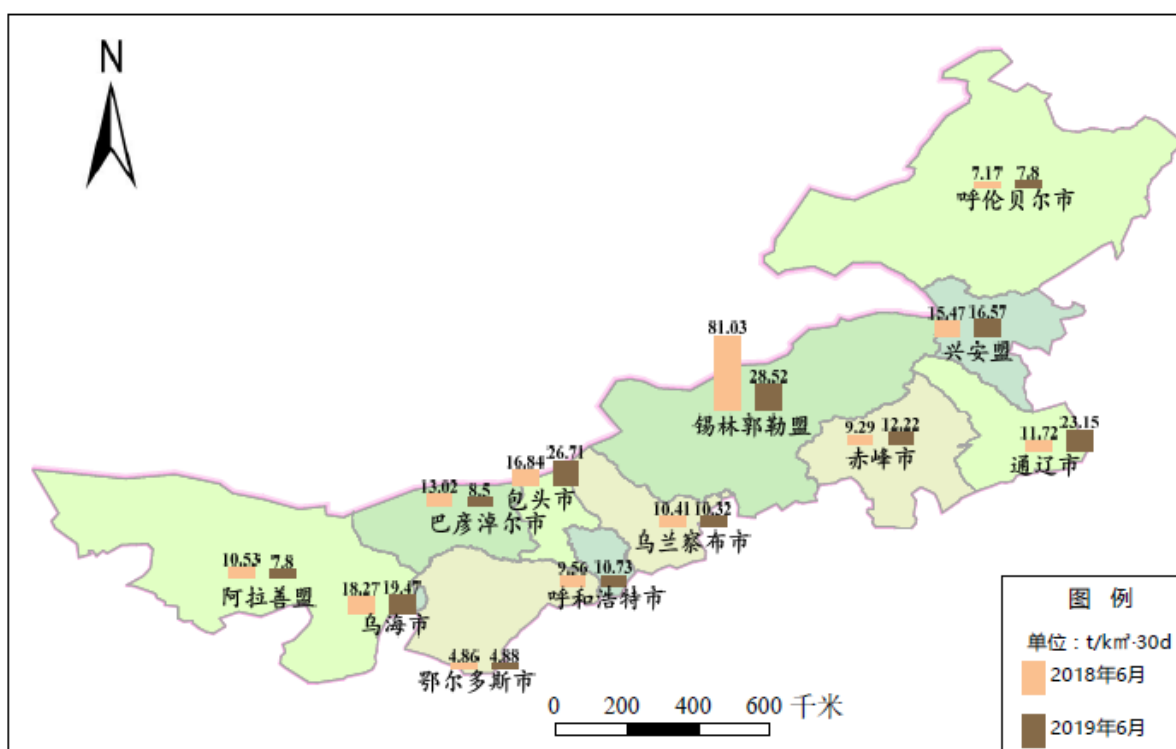 N
7.17 7.8
呼伦贝尔市
15.47 16.57
兴安盟
81.03
28.52
锡林郭勒盟
9.29 12.22
赤峰市
11.72 23.15
通辽市
16.84 26.71
包头市
13.02 8.5
巴彦淖尔市
10.41 10.32
乌兰察布市
10.53 7.8
阿拉善盟
18.27 19.47
乌海市
9.56 10.73
呼和浩特市
4.86 4.88
鄂尔多斯市
0 200 400 600 千米
图 例
单位：t/k㎡·30d
2018年6月
2019年6月